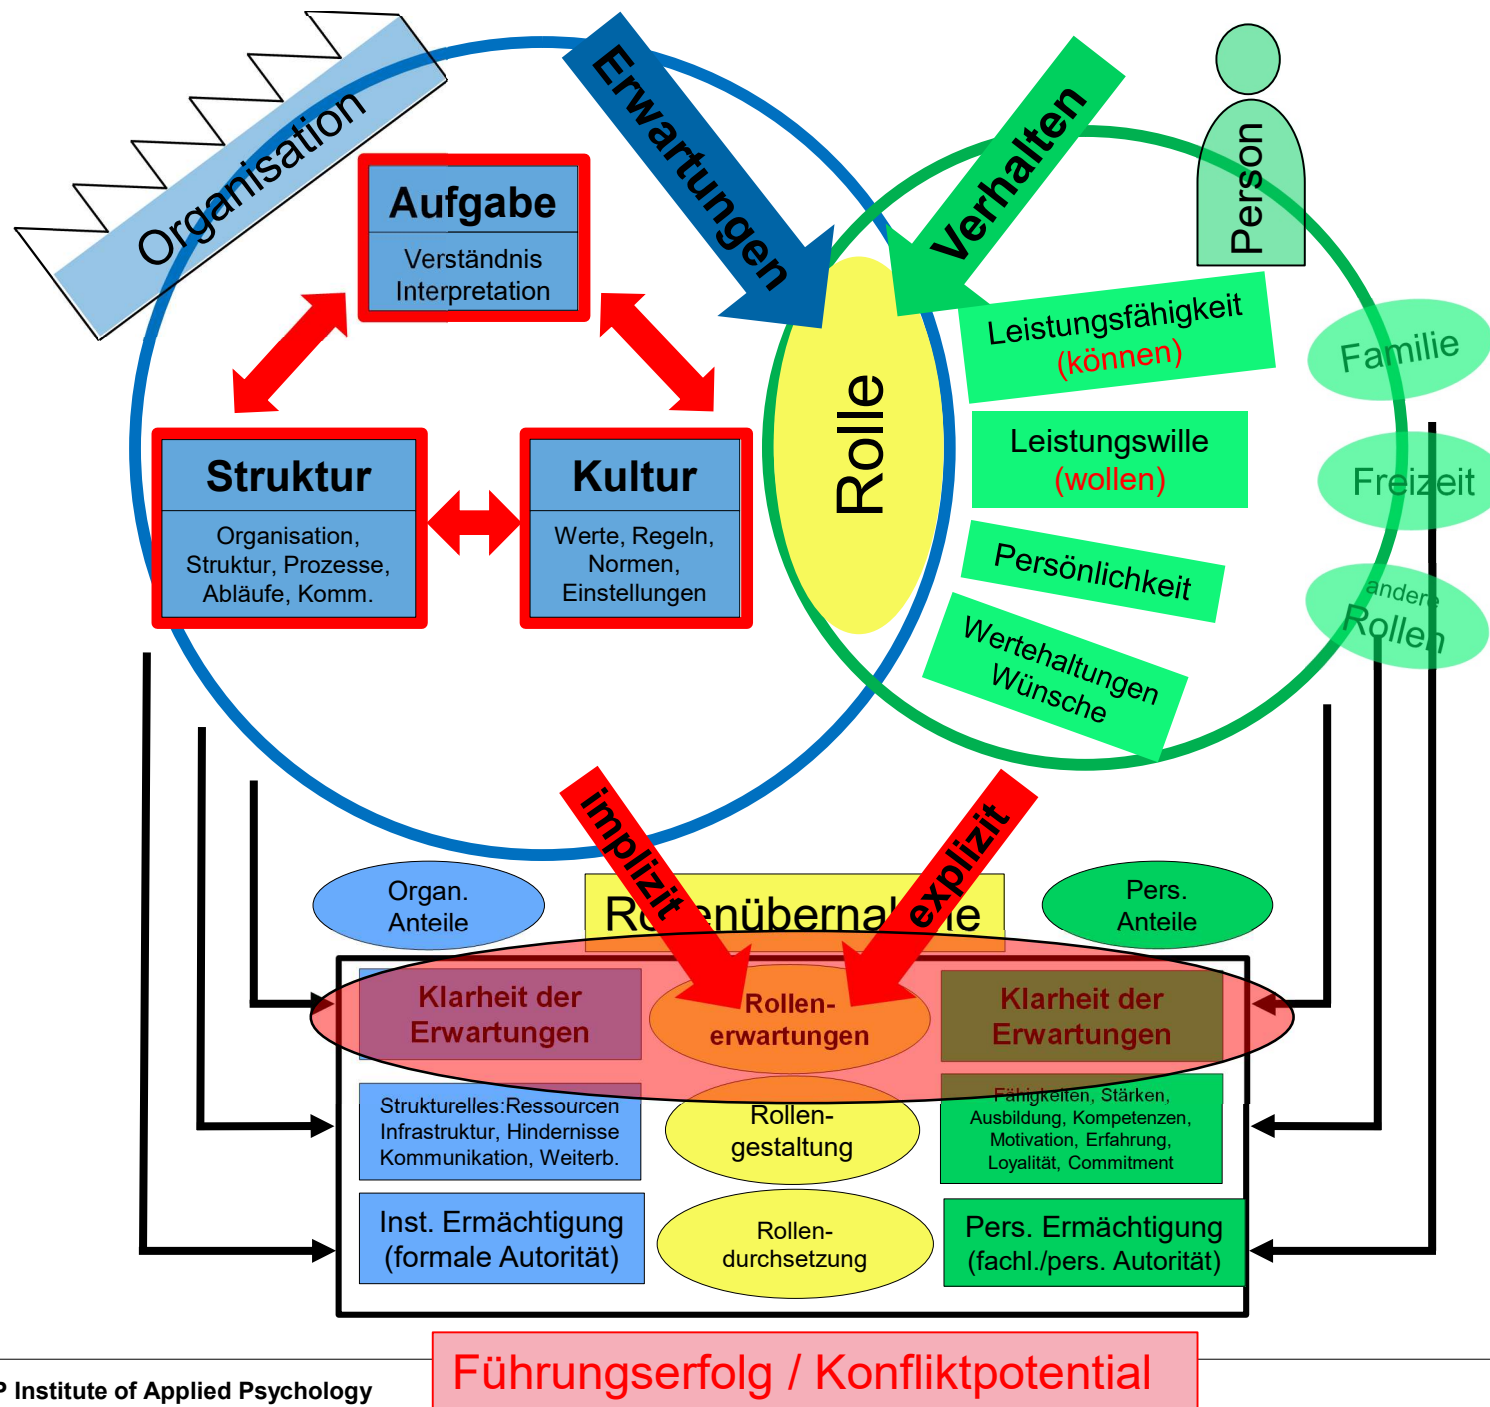 Organisation
Erwartungen
Verhalten
Person
Aufgabe
Verständnis
Interpretation
Struktur
Organisation,
Struktur, Prozesse,
Abläufe, Komm.
Kultur
Werte, Regeln,
Normen,
Einstellungen
Rolle
Leistungsfähigkeit
(können)
Leistungswille
(wollen)
Persönlichkeit
Wertehaltungen
Wünsche
Familie
Freizeit
andere
Rollen
implizit
explizit
Organ.
Anteile
Rollenübernahme
Pers.
Anteile
Klarheit der
Erwartungen
Rollen-
erwartungen
Klarheit der
Erwartungen
Strukturelles:Ressourcen
Infrastruktur, Hindernisse
Kommunikation, Weiterb.
Rollen-
gestaltung
Fähigkeiten, Stärken,
Ausbildung, Kompetenzen,
Motivation, Erfahrung,
Loyalität, Commitment
Inst. Ermächtigung
(formale Autorität)
Rollen-
durchsetzung
Pers. Ermächtigung
(fachl./pers. Autorität)
Führungserfolg / Konfliktpotential
P Institute of Applied Psychology